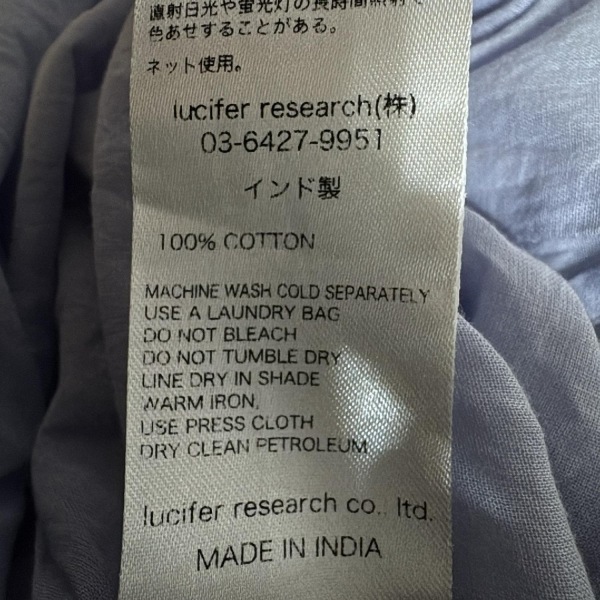 直射日光や蛍光灯の長時間照射で
色あせすることがある。
ネット使用。
lucifer research(株)
03-6427-9951
インド製
100% COTTON
MACHINE WASH COLD SEPARATELY
USE A LAUNDRY BAG
DO NOT BLEACH
DO NOT TUMBLE DRY
LINE DRY IN SHADE
WARM IRON,
USE PRESS CLOTH
DRY CLEAN PETROLEUM
lucifer research co., ltd.
MADE IN INDIA